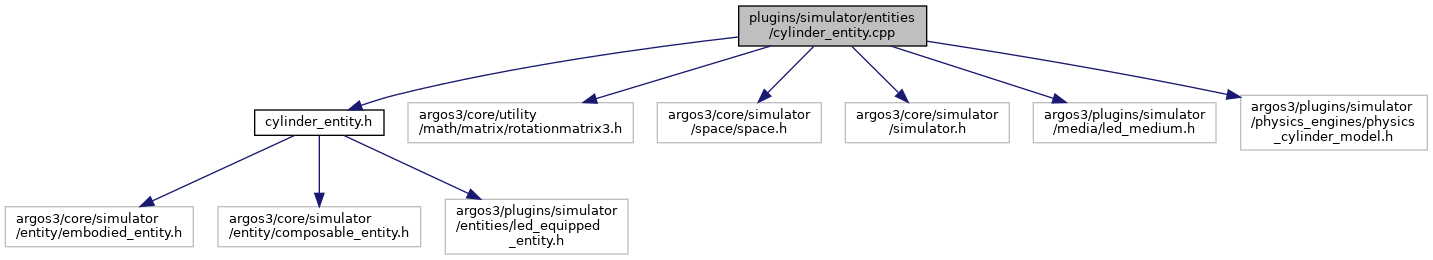 plugins/simulator/entities
/cylinder_entity.cpp
cylinder_entity.h
argos3/core/utility
/math/matrix/rotationmatrix3.h
argos3/core/simulator
/space/space.h
argos3/core/simulator
/simulator.h
argos3/plugins/simulator
/media/led_medium.h
argos3/plugins/simulator
/physics_engines/physics
_cylinder_model.h
argos3/core/simulator
/entity/embodied_entity.h
argos3/core/simulator
/entity/composable_entity.h
argos3/plugins/simulator
/entities/led_equipped
_entity.h